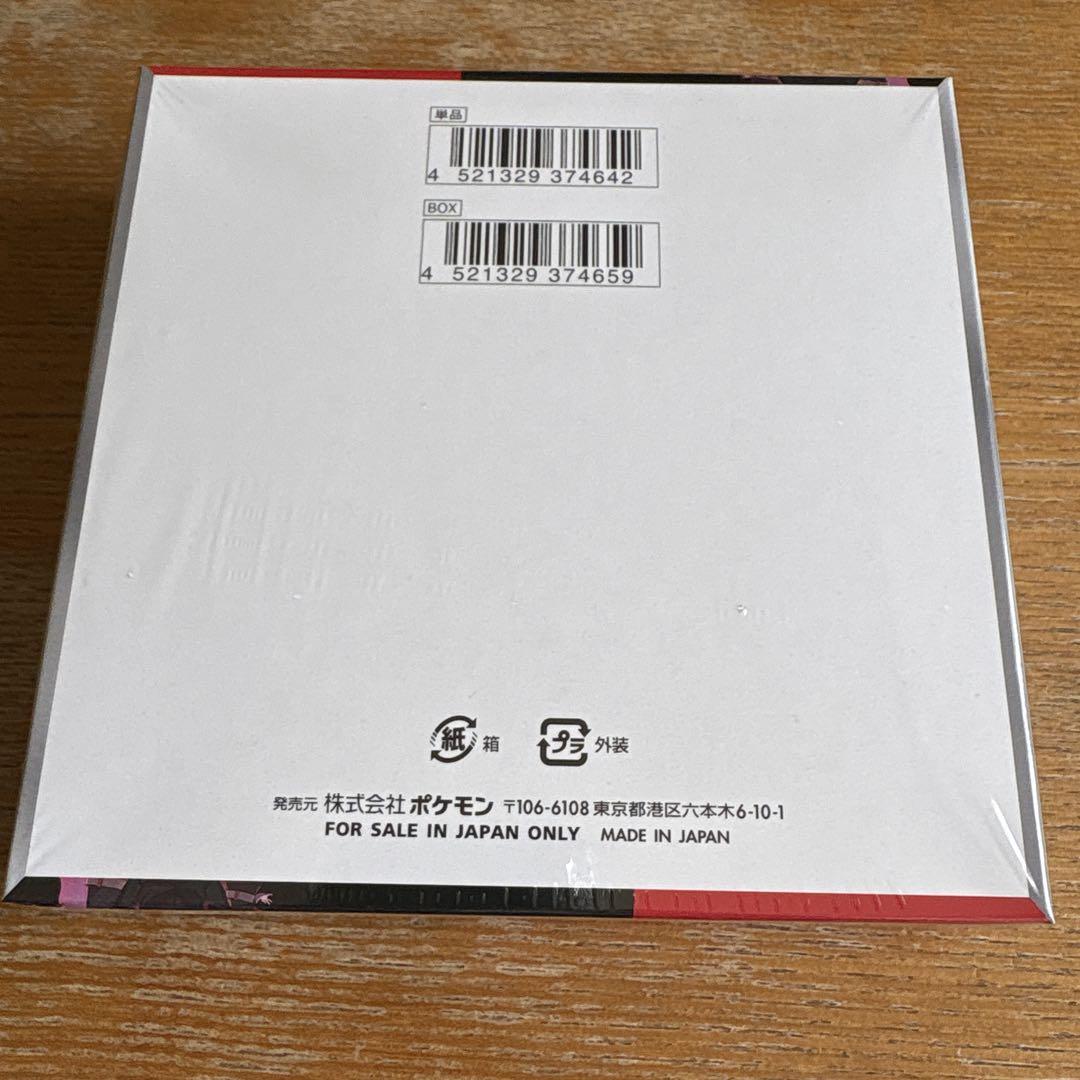 単品
4 521329 374642
BOX
4 521329 374659
紙 箱 プラ 外装
発売元 株式会社 ポケモン 〒106-6108 東京都港区六本木6-10-1
FOR SALE IN JAPAN ONLY MADE IN JAPAN